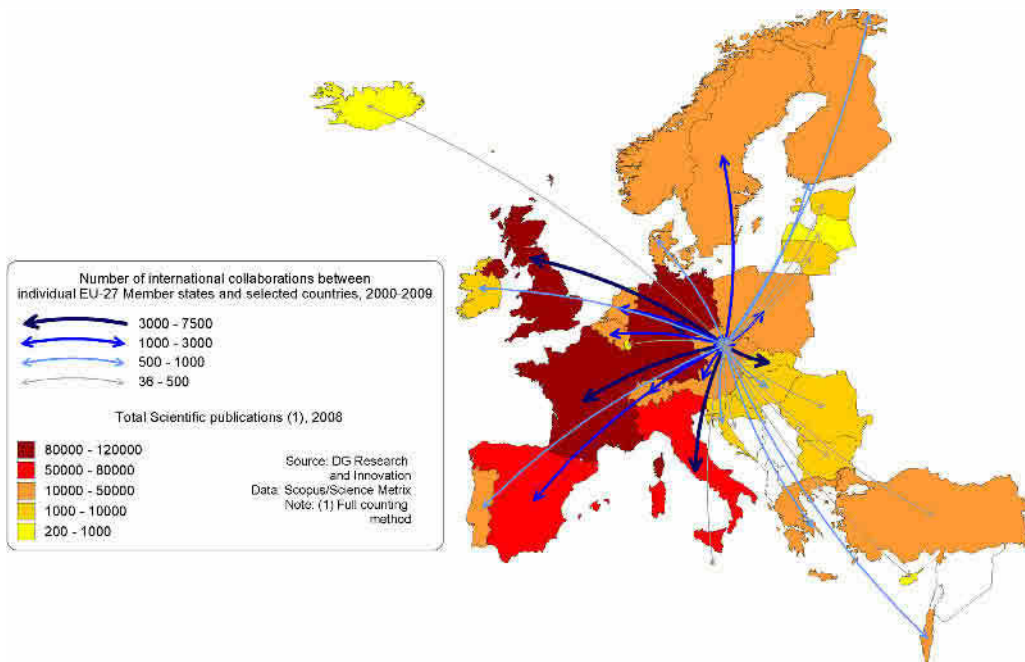 Number of international collaborations between
individual EU-27 Member states and selected countries, 2000-2009
3000 - 7500
1000 - 3000
500 - 1000
36 - 500
Total Scientific publications (1), 2008
80000 - 120000
50000 - 80000
10000 - 50000
1000 - 10000
200 - 1000
Source: DG Research
and Innovation
Data: Scopus/Science Metrix
Note: (1) Full counting
method